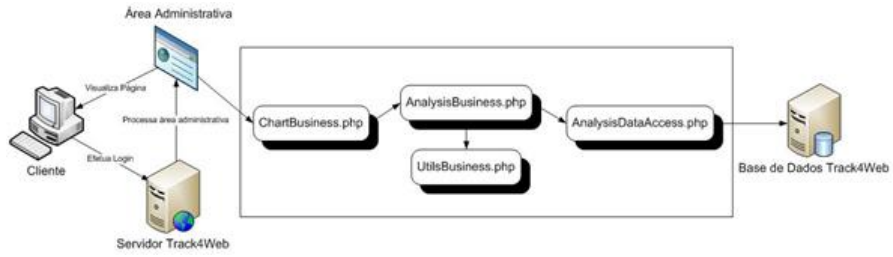 Área Administrativa
Visualiza Página
Processa área administrativa
Efetua Login
Cliente
Servidor Track4Web
ChartBusiness.php
AnalysisBusiness.php
UtilsBusiness.php
AnalysisDataAccess.php
Base de Dados Track4Web